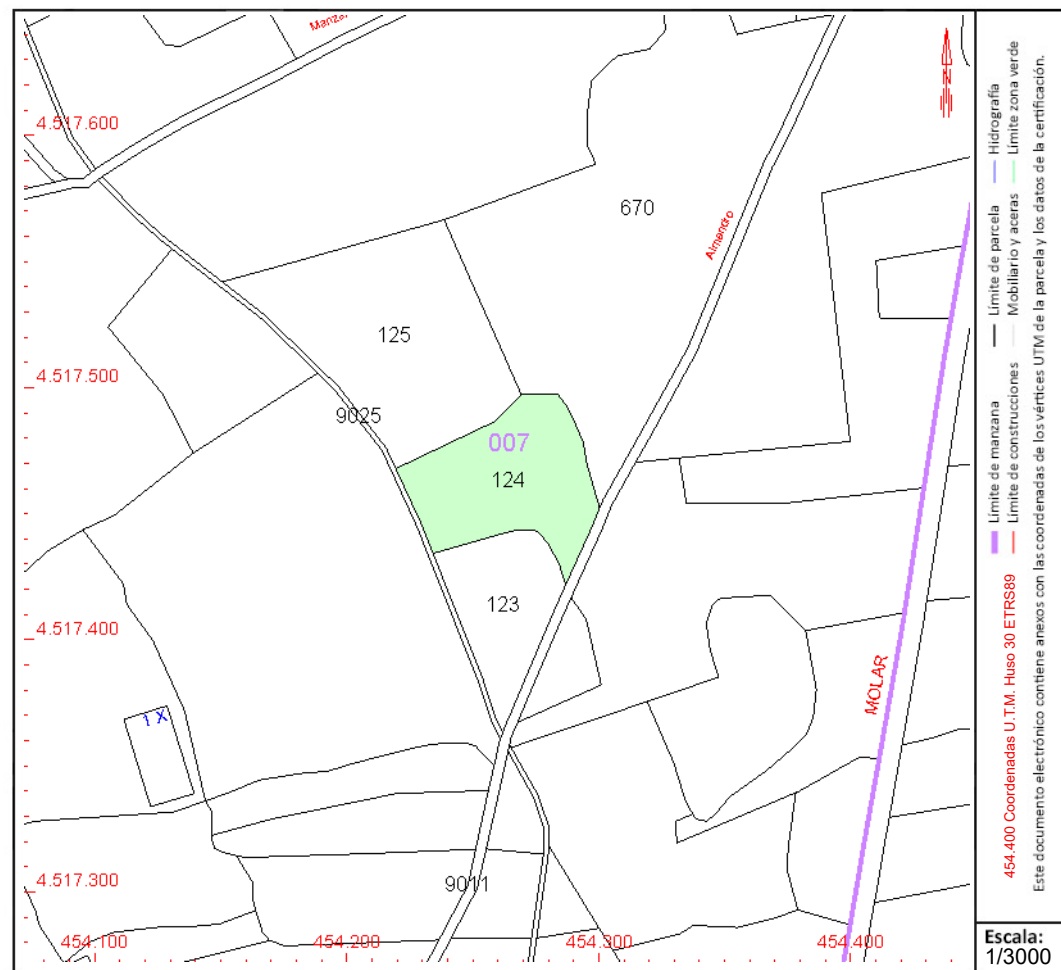 Manza
4.517.600
670
Almendro
125
4.517.500
9025
007
124
123
4.517.400
MOLAR
1 X
4.517.300
9011
454.100
454.200
454.300
454.400
N
Límite de manzana
Límite de parcela
Hidrografía
Límite de construcciones
Mobiliario y aceras
Límite zona verde
454.400 Coordenadas U.T.M. Huso 30 ETRS89
Este documento electrónico contiene anexos con las coordenadas de los vértices UTM de la parcela y los datos de la certificación.
Escala:
1/3000